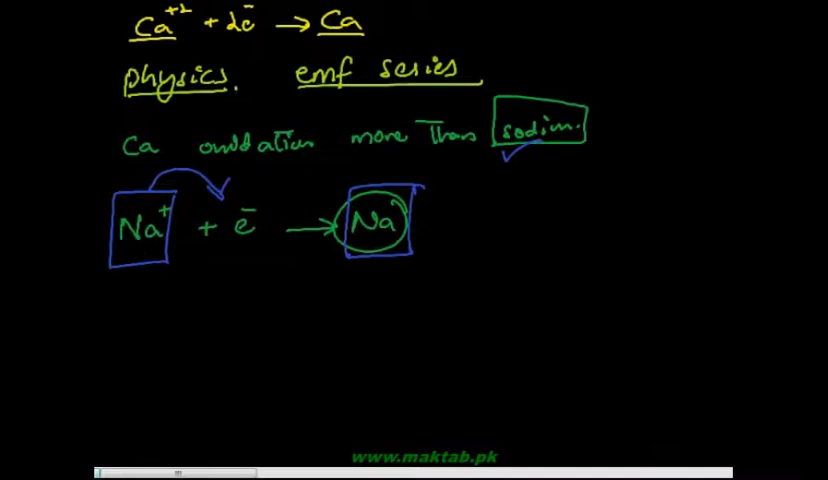 Ca⁺² + 2e̅ → Ca
physics. emf series
Ca oxidation more than sodium.
Na⁺ + e̅ → Na
www.maktab.pk